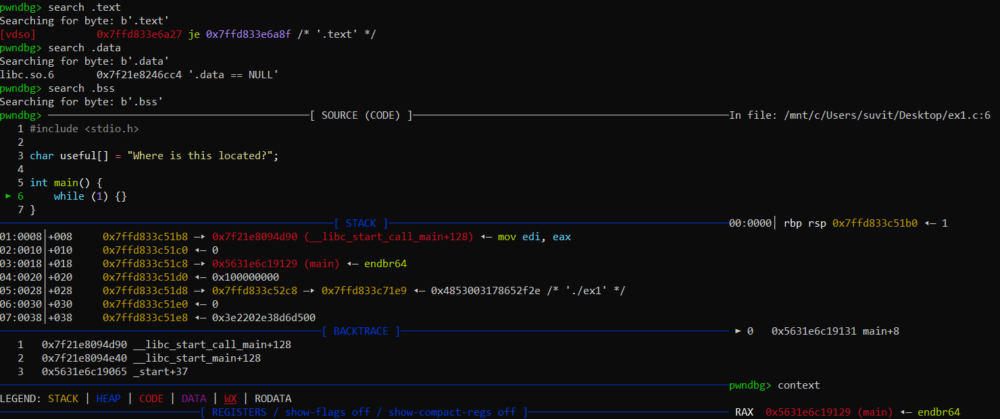 pwndbg> search .text
Searching for byte: b'.text'
[vdso]          0x7ffd833e6a27 je 0x7ffd833e6a8f /* '.text' */
pwndbg> search .data
Searching for byte: b'.data'
libc.so.6       0x7f21e8246cc4 '.data == NULL'
pwndbg> search .bss
Searching for byte: b'.bss'
pwndbg> ───[ SOURCE (CODE) ]───In file: /mnt/c/Users/suvit/Desktop/ex1.c:6
   1 #include <stdio.h>
   2
   3 char useful[] = "Where is this located?";
   4
   5 int main() {
 ► 6     while (1) {}
   7 }
───[ STACK ]───00:0000│ rbp rsp 0x7ffd833c51b0 ◂— 1
01:0008│+008     0x7ffd833c51b8 —▸ 0x7f21e8094d90 (__libc_start_call_main+128) ◂— mov edi, eax
02:0010│+010     0x7ffd833c51c0 ◂— 0
03:0018│+018     0x7ffd833c51c8 —▸ 0x5631e6c19129 (main) ◂— endbr64
04:0020│+020     0x7ffd833c51d0 ◂— 0x100000000
05:0028│+028     0x7ffd833c51d8 —▸ 0x7ffd833c52c8 —▸ 0x7ffd833c71e9 ◂— 0x4853003178652f2e /* './ex1' */
06:0030│+030     0x7ffd833c51e0 ◂— 0
07:0038│+038     0x7ffd833c51e8 ◂— 0x3e2202e38d6d500
───[ BACKTRACE ]─── ► 0   0x5631e6c19131 main+8
   1   0x7f21e8094d90 __libc_start_call_main+128
   2   0x7f21e8094e40 __libc_start_main+128
   3   0x5631e6c19065 _start+37
───pwndbg> context
LEGEND: STACK | HEAP | CODE | DATA | WX | RODATA
───[ REGISTERS / show-flags off / show-compact-regs off ]─── RAX  0x5631e6c19129 (main) ◂— endbr64